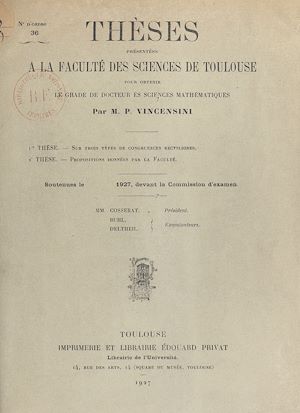 N° D'ORDRE
36
THÈSES
PRÉSENTÉES
A LA FACULTÉ DES SCIENCES DE TOULOUSE
POUR OBTENIR
LE GRADE DE DOCTEUR ÈS SCIENCES MATHÉMATIQUES
Par M. P. VINCENSINI
1re THÈSE. — SUR TROIS TYPES DE CONGRUENCES RECTILIGNES.
2e THÈSE. — PROPOSITIONS DONNÉES PAR LA FACULTÉ.
Soutenues le 1927, devant la Commission d'examen
MM. COSSERAT, Président.
BUHL,
DELTHEIL, Examinateurs.
TOULOUSE
IMPRIMERIE ET LIBRAIRIE ÉDOUARD PRIVAT
Librairie de l'Université.
14, RUE DES ARTS, 14 (SQUARE DU MUSÉE, TOULOUSE)
1927